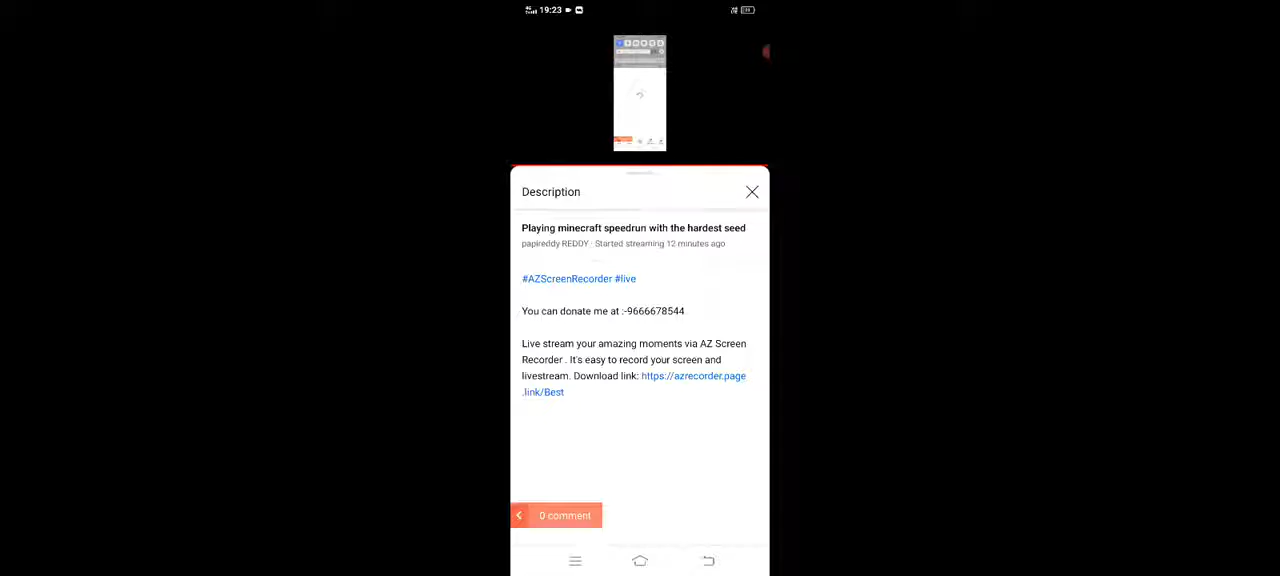 19:23
Description
Playing minecraft speedrun with the hardest seed
papireddy REDDY · Started streaming 12 minutes ago
#AZScreenRecorder #live
You can donate me at :-9666678544
Live stream your amazing moments via AZ Screen
Recorder . It's easy to record your screen and
livestream. Download link: https://azrecorder.page
.link/Best
0 comment